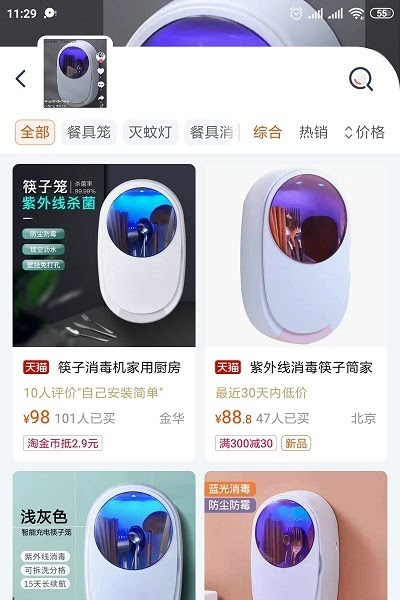 11:29
55
全部 餐具笼 灭蚊灯 餐具消 综合 热销 价格
筷子笼 杀菌率 99.99%
紫外线杀菌
防尘防霉
镂空沥水
壁挂免打孔
天猫 筷子消毒机家用厨房
10人评价"自己安装简单"
¥98 101人已买 金华
淘金币抵2.9元
天猫 紫外线消毒筷子筒家
最近30天内低价
¥88.8 47人已买 北京
满300减30 新品
浅灰色
智能充电筷子笼
紫外线消毒
可拆洗分格
15天长续航
蓝光消毒
防尘防霉